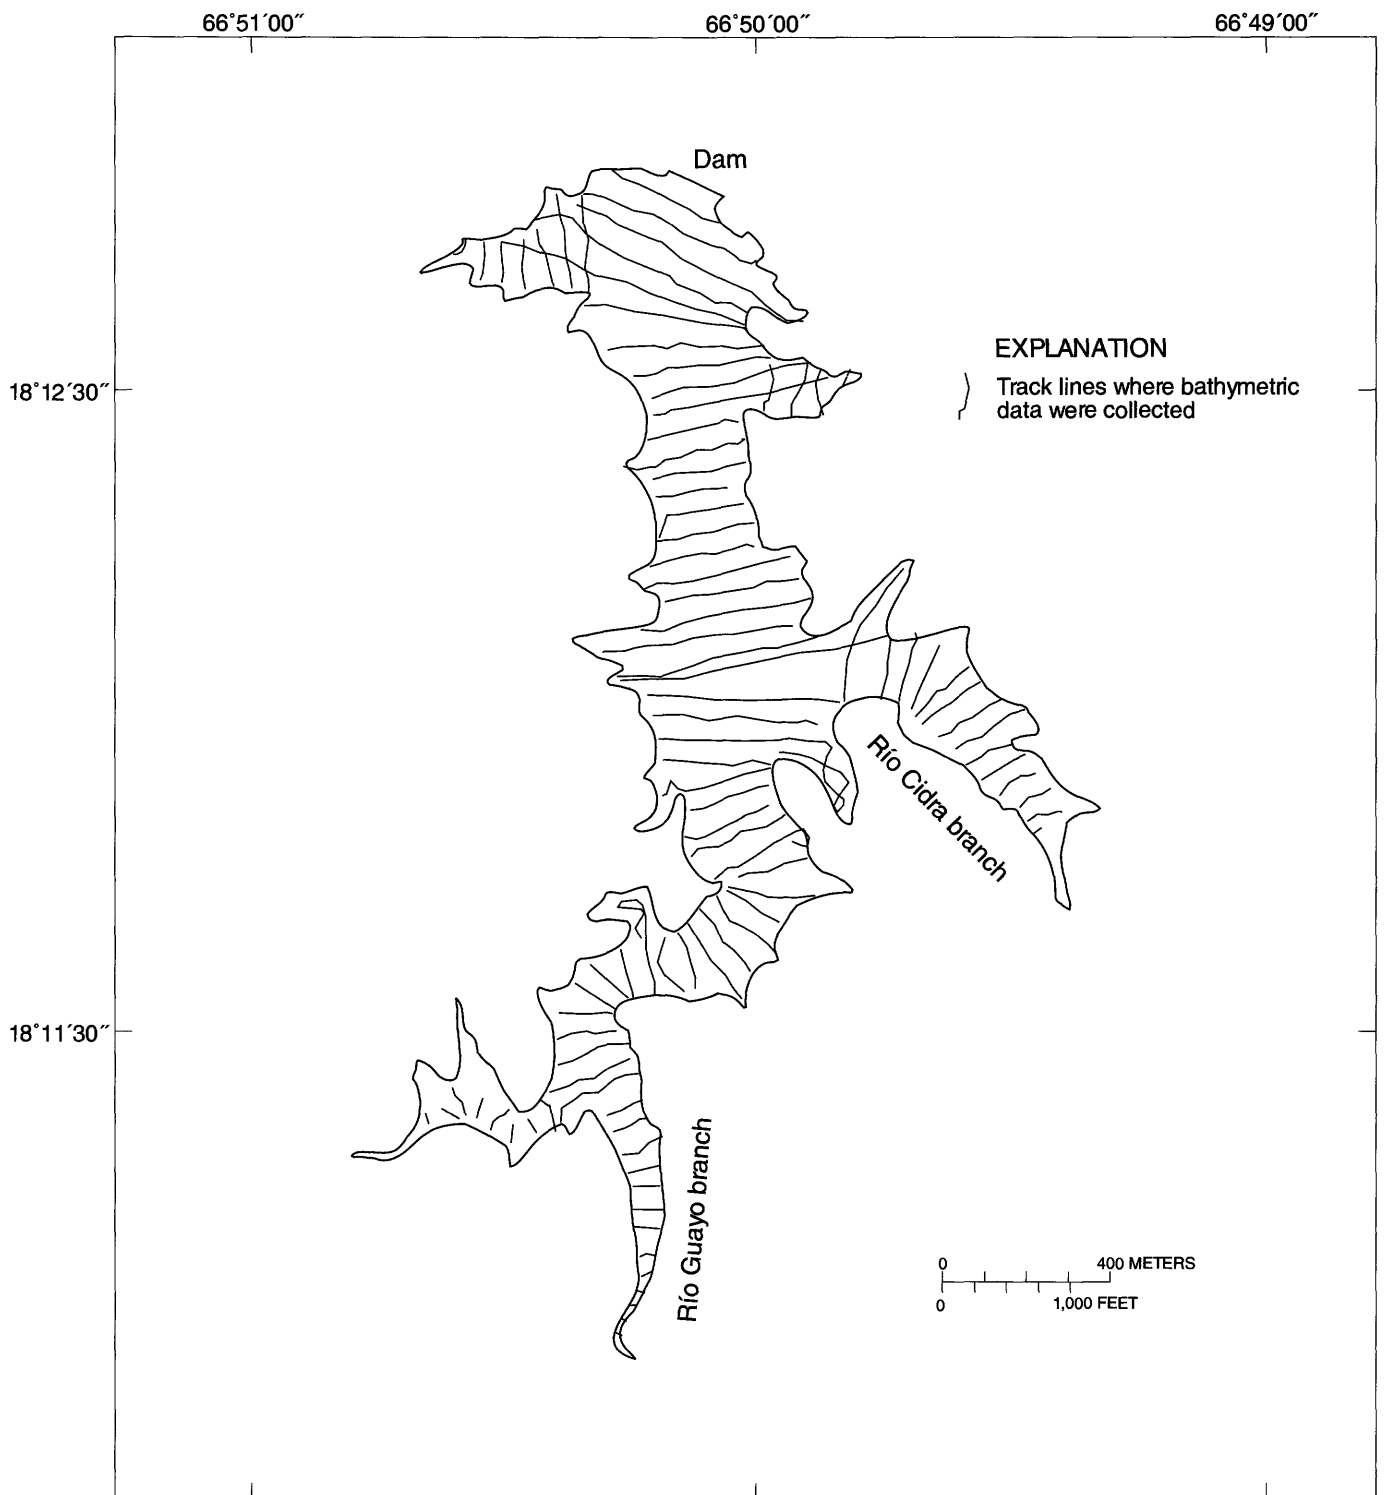 66°51′00″ 66°50′00″ 66°49′00″
Dam
EXPLANATION
18°12′30″
Track lines where bathymetric
data were collected
Río Cidra branch
18°11′30″
Río Guayo branch
0 400 METERS
0 1,000 FEET